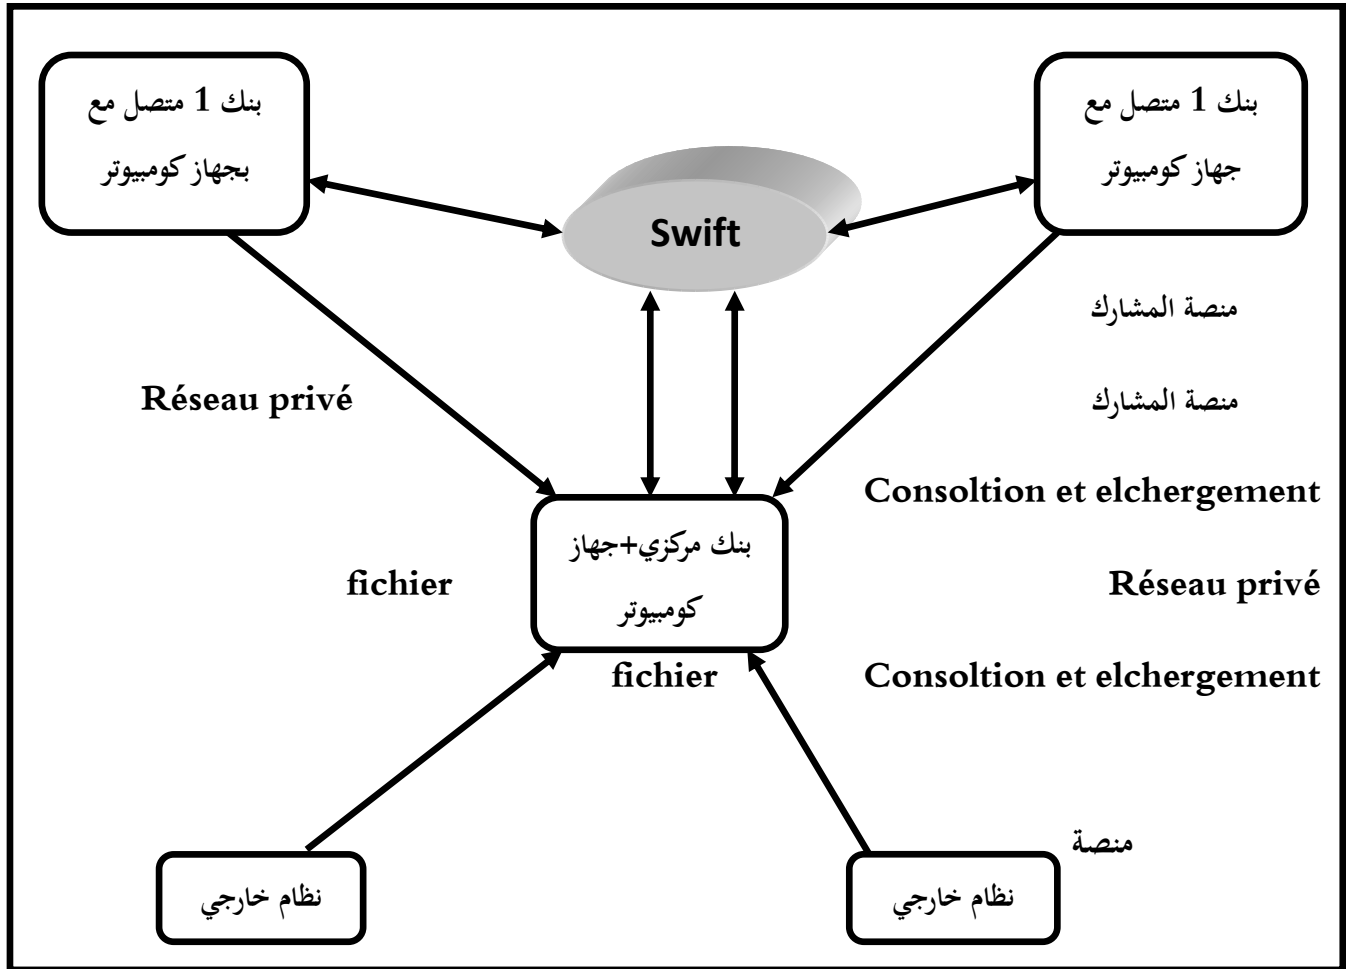 بنك 1 متصل مع
بجهاز كومبيوتر
بنك 1 متصل مع
جهاز كومبيوتر
Swift
منصة المشارك
Réseau privé
منصة المشارك
Consoltion et elchergement
بنك مركزي+جهاز
كومبيوتر
fichier
Réseau privé
fichier
Consoltion et elchergement
منصة
نظام خارجي
نظام خارجي